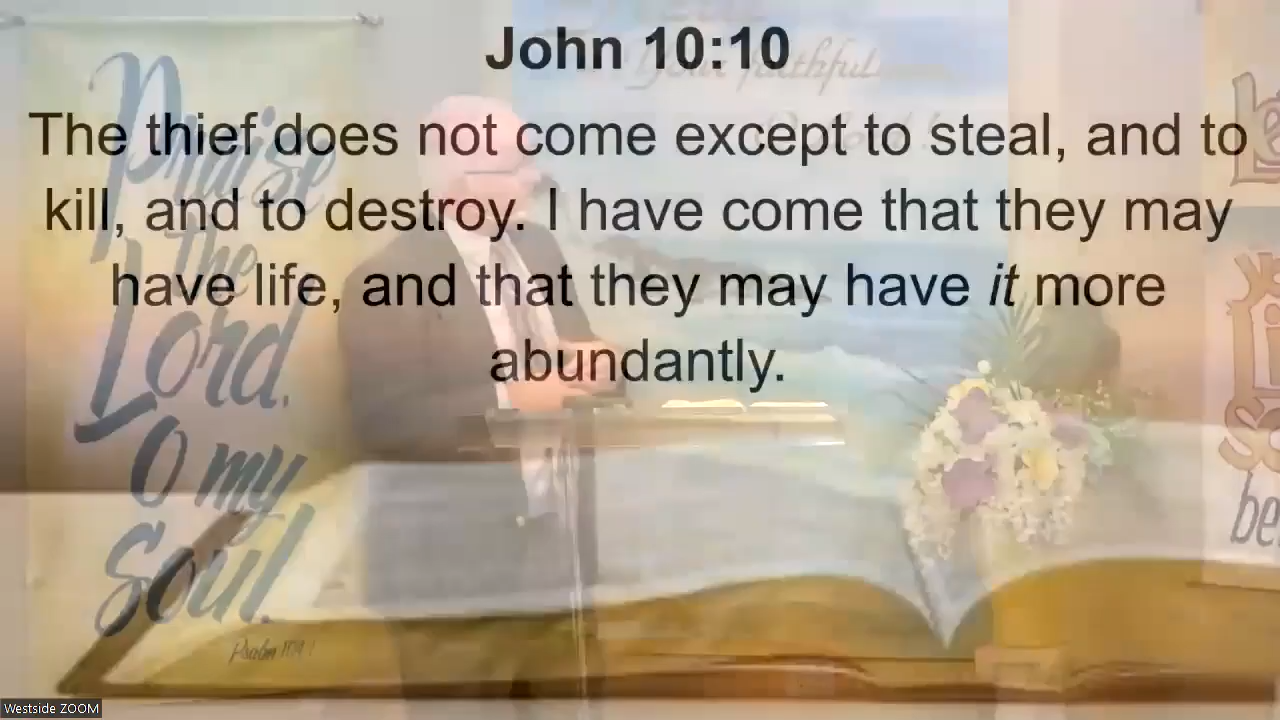 John 10:10
The thief does not come except to steal, and to
kill, and to destroy. I have come that they may
have life, and that they may have it more
abundantly.
Praise
the
Lord,
O my
Soul.
faithful
be
Westside ZOOM